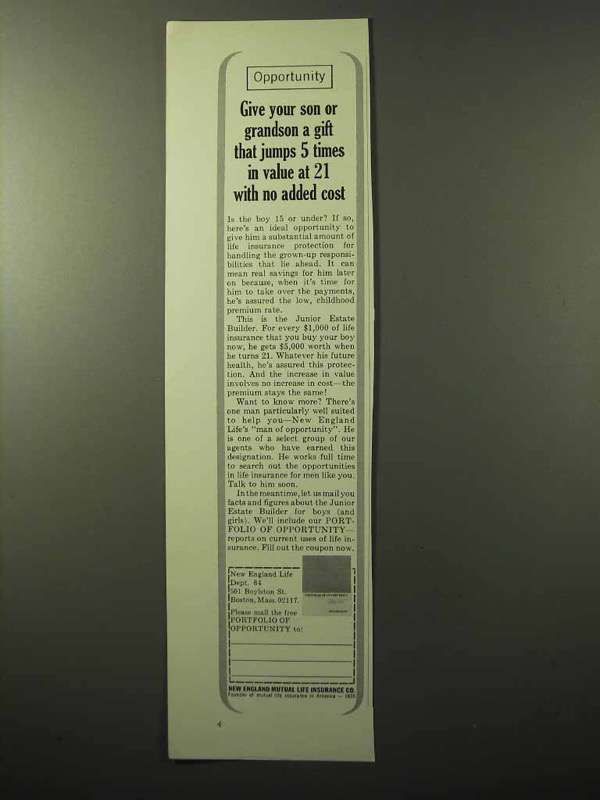 Opportunity
Give your son or
grandson a gift
that jumps 5 times
in value at 21
with no added cost
Is the boy 15 or under? If so,
here's an ideal opportunity to
give him a substantial amount of
life insurance protection for
handling the grown-up responsi-
bilities that lie ahead. It can
mean real savings for him later
on because, when it's time for
him to take over the payments,
he's assured the low, childhood
premium rate.
This is the Junior Estate
Builder. For every $1,000 of life
insurance that you buy your boy
now, he gets $5,000 worth when
he turns 21. Whatever his future
health, he's assured this protec-
tion. And the increase in value
involves no increase in cost—the
premium stays the same!
Want to know more? There's
one man particularly well suited
to help you—New England
Life's "man of opportunity". He
is one of a select group of our
agents who have earned this
designation. He works full time
to search out the opportunities
in life insurance for men like you.
Talk to him soon.
In the meantime, let us mail you
facts and figures about the Junior
Estate Builder for boys (and
girls). We'll include our PORT-
FOLIO OF OPPORTUNITY—
reports on current uses of life in-
surance. Fill out the coupon now.
New England Life
Dept. 84
501 Boylston St.
Boston, Mass. 02117.
Please mail the free
PORTFOLIO OF
OPPORTUNITY to:
NEW ENGLAND MUTUAL LIFE INSURANCE CO.
Founder of mutual life insurance in America — 1835
4